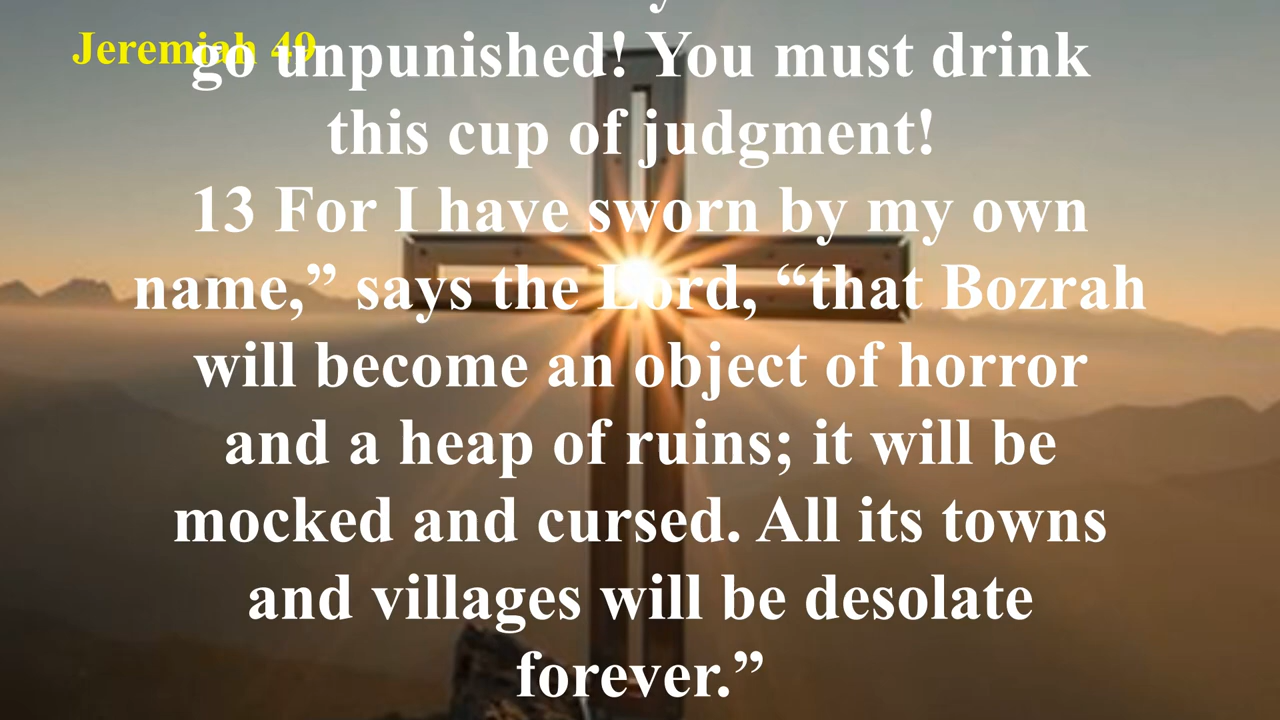 Jeremiah 49
go unpunished! You must drink
this cup of judgment!
13 For I have sworn by my own
name,” says the Lord, “that Bozrah
will become an object of horror
and a heap of ruins; it will be
mocked and cursed. All its towns
and villages will be desolate
forever.”